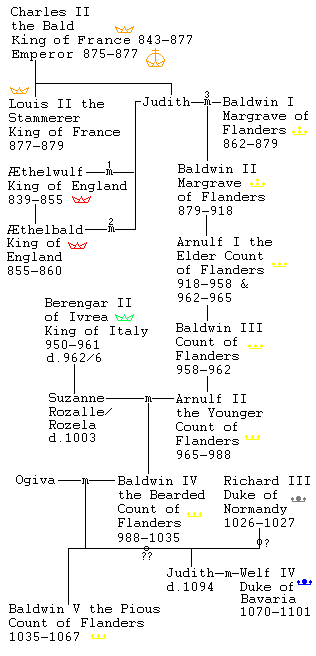 Charles II
the Bald
King of France 843-877
Emperor 875-877
Louis II the
Stammerer
King of France
877-879
Judith
3
m
Baldwin I
Margrave of
Flanders
862-879
Æthelwulf
1
m
King of England
839-855
Baldwin II
Margrave
of Flanders
879-918
Æthelbald
2
m
King of
England
855-860
Arnulf I the
Elder Count
of Flanders
918-958 &
962-965
Berengar II
of Ivrea
King of Italy
950-961
d.962/6
Baldwin III
Count of
Flanders
958-962
Suzanne
m
Rozalle/
Rozela
d.1003
Arnulf II
the Younger
Count of
Flanders
965-988
Ogiva
m
Baldwin IV
the Bearded
Count of
Flanders
988-1035
Richard III
Duke of
Normandy
1026-1027
o?
o
??
Judith
m
Welf IV
d.1094
Duke of
Bavaria
1070-1101
Baldwin V the Pious
Count of Flanders
1035-1067